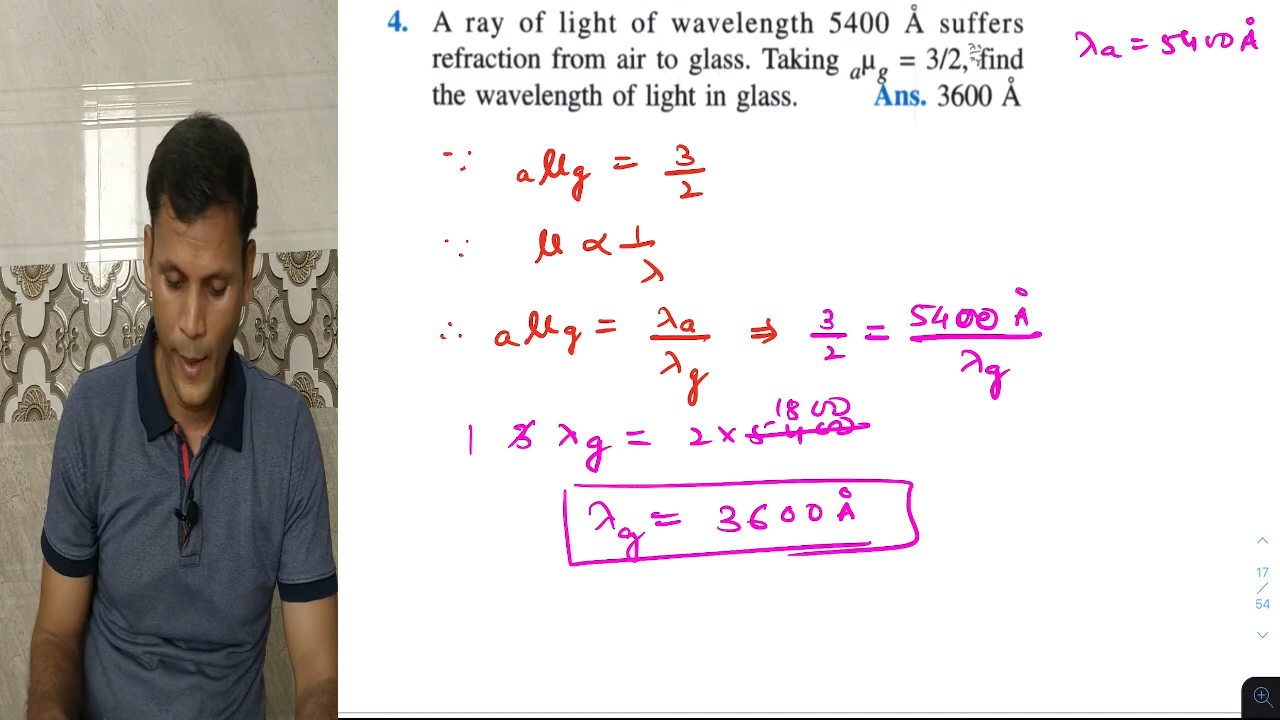 4. A ray of light of wavelength 5400 Å suffers
refraction from air to glass. Taking ₐμg = 3/2, find
the wavelength of light in glass. Ans. 3600 Å
λa = 5400 Å
∵ aμg = 3/2
∵ μ ∝ 1/λ
∴ aμg = λa/λg ⇒ 3/2 = 5400 Å/λg
1 3 λg = 2 × 5400 1800
λg = 3600 Å
17
/
54